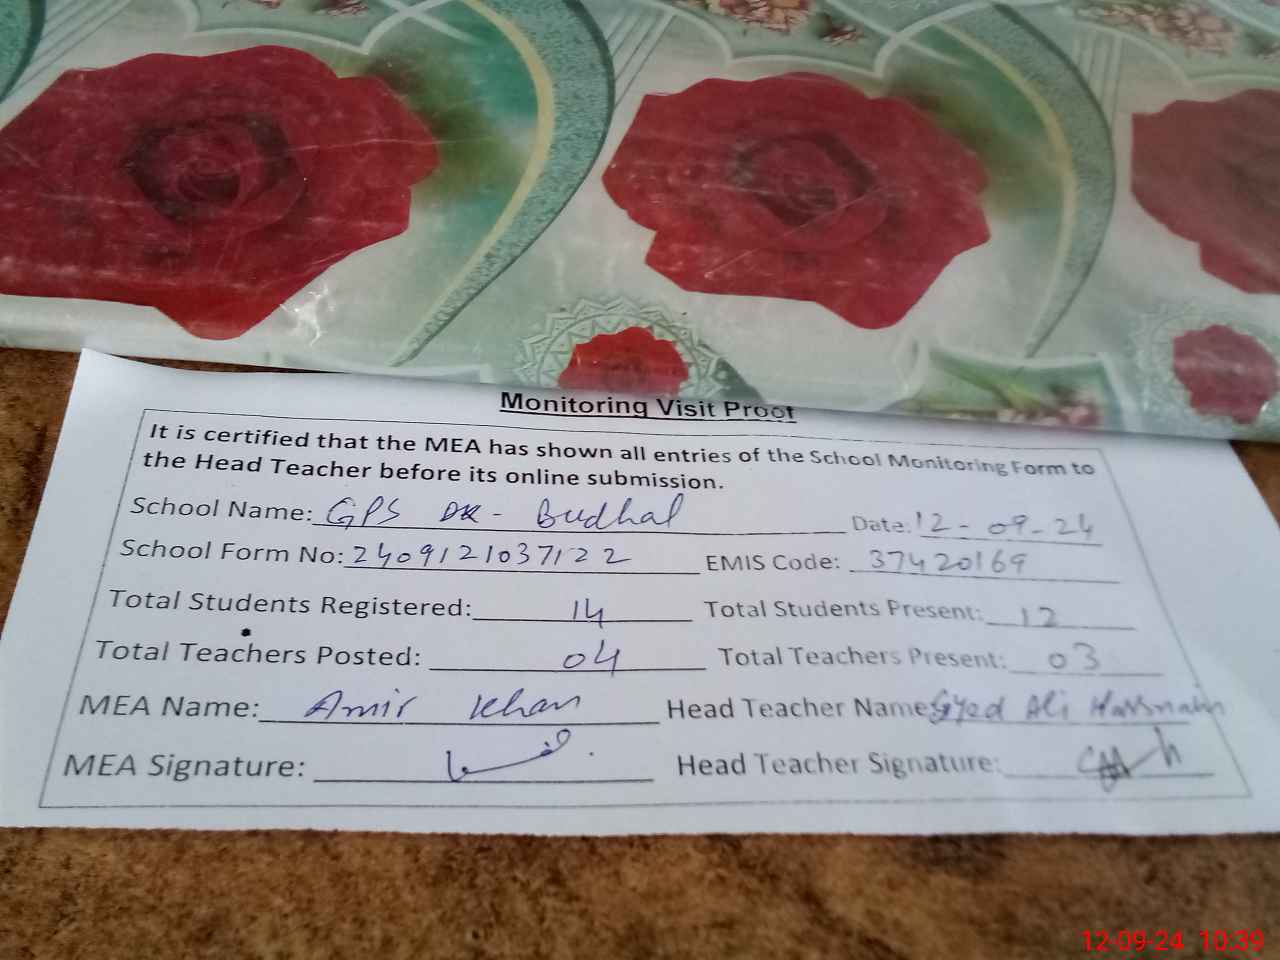 Monitoring Visit Proof
It is certified that the MEA has shown all entries of the School Monitoring Form to
the Head Teacher before its online submission.
School Name: GPS DK - Budhal Date: 12-09-24
School Form No: 2409121037122 EMIS Code: 37420169
Total Students Registered: 14 Total Students Present: 12
Total Teachers Posted: 04 Total Teachers Present: 03
MEA Name: Amir Khan Head Teacher Name: Syed Ali Hassnain
MEA Signature: Head Teacher Signature:
12-09-24 10:39